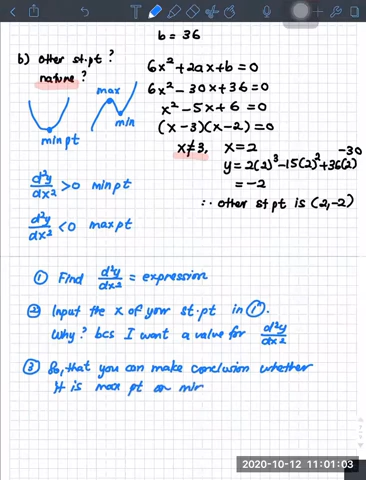 b = 36
b) other st.pt?
nature?
max
min
min pt
d²y/dx² > 0 min pt
d²y/dx² < 0 max pt
6x² + 2ax + b = 0
6x² - 30x + 36 = 0
x² - 5x + 6 = 0
(x - 3)(x - 2) = 0
x ≠ 3, x = 2
y = 2(2)³ - 15(2)² + 36(2) - 30
= -2
∴ other st pt is (2, -2)
① Find d²y/dx² = expression
② Input the x of your st.pt in ①.
Why? bcs I want a value for d²y/dx²
③ So, that you can make conclusion whether
it is max pt or min
2020-10-12 11:01:03